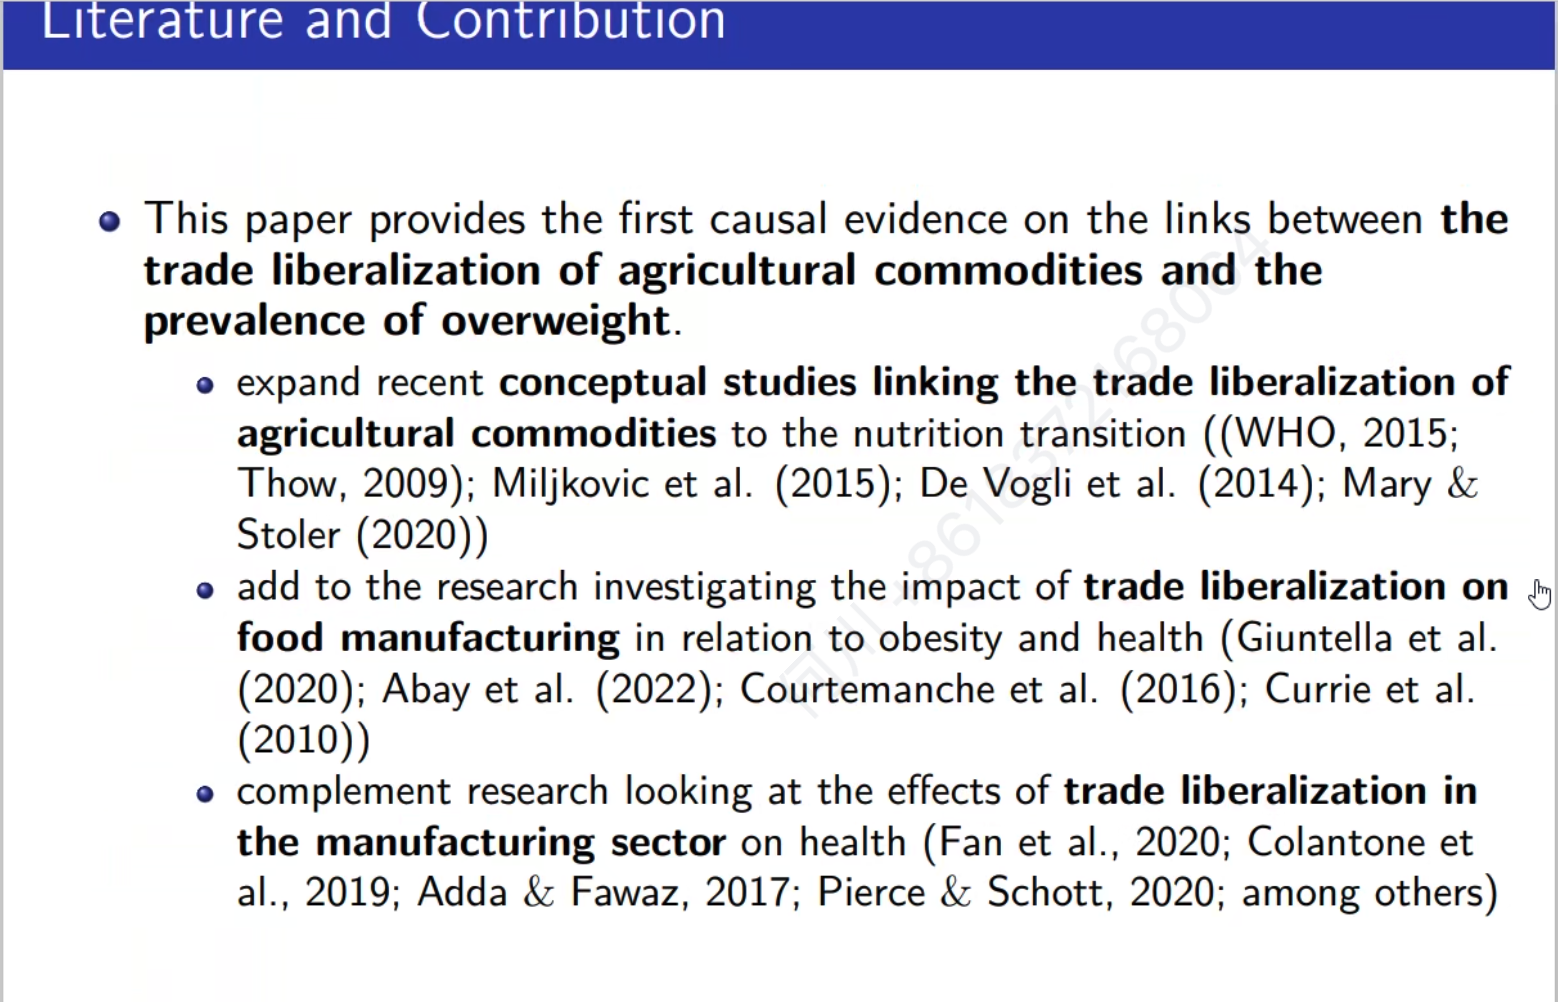 Literature and Contribution
This paper provides the first causal evidence on the links between the
trade liberalization of agricultural commodities and the
prevalence of overweight.
expand recent conceptual studies linking the trade liberalization of
agricultural commodities to the nutrition transition ((WHO, 2015;
Thow, 2009); Miljkovic et al. (2015); De Vogli et al. (2014); Mary &
Stoler (2020))
add to the research investigating the impact of trade liberalization on
food manufacturing in relation to obesity and health (Giuntella et al.
(2020); Abay et al. (2022); Courtemanche et al. (2016); Currie et al.
(2010))
complement research looking at the effects of trade liberalization in
the manufacturing sector on health (Fan et al., 2020; Colantone et
al., 2019; Adda & Fawaz, 2017; Pierce & Schott, 2020; among others)